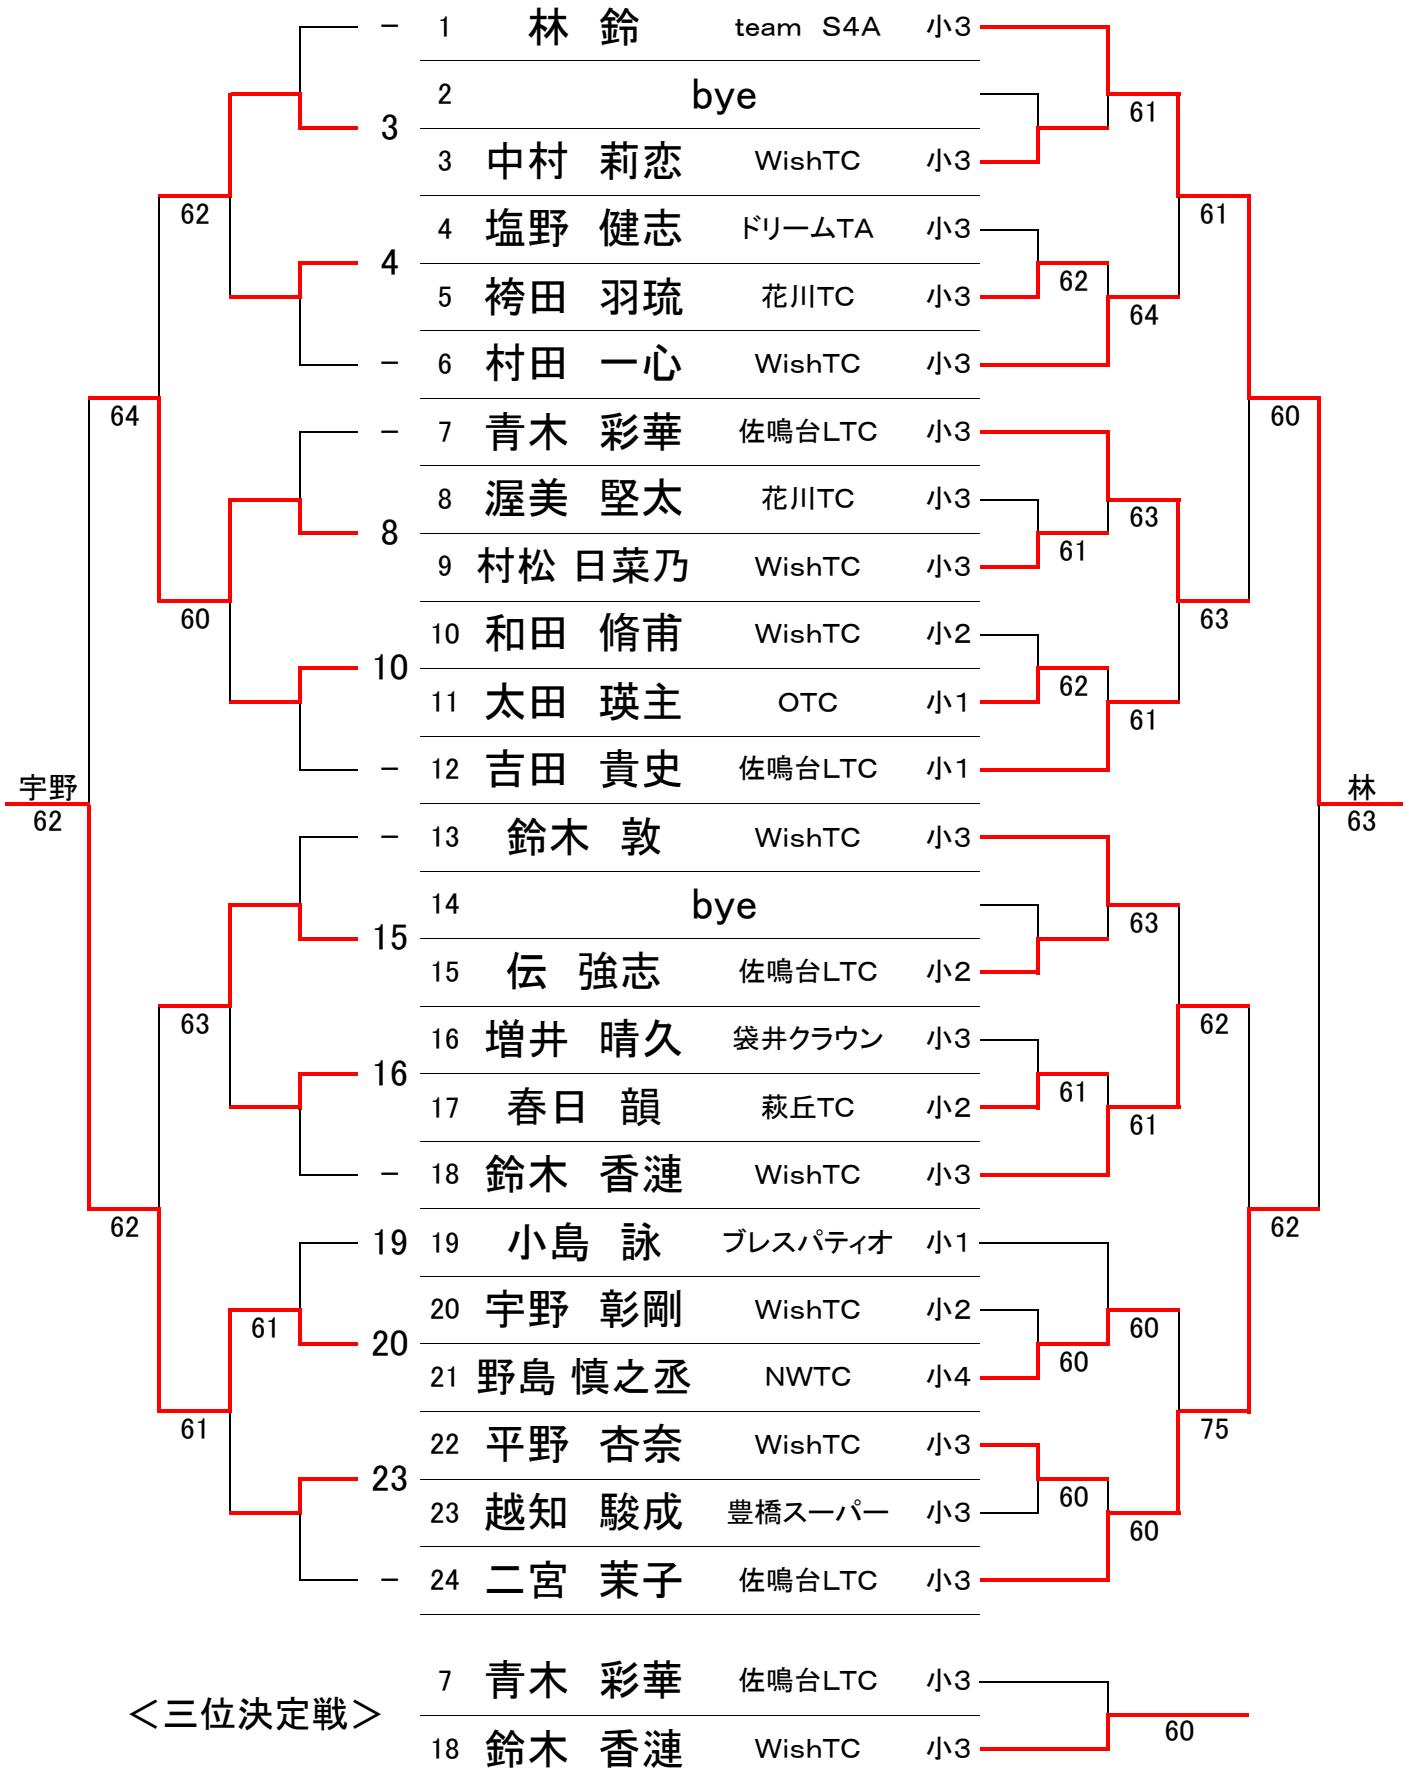 － 1 林 鈴 team S4A 小3
2 bye 61
3
3 中村 莉恋 WishTC 小3
62 4 塩野 健志 ドリームTA 小3 61
4 62
5 袴田 羽琉 花川TC 小3 64
－ 6 村田 一心 WishTC 小3
64 60
－ 7 青木 彩華 佐鳴台LTC 小3
8 渥美 堅太 花川TC 小3 63
8 61
9 村松 日菜乃 WishTC 小3
60 10 和田 脩甫 WishTC 小2 63
10 62
11 太田 瑛主 OTC 小1 61
－ 12 吉田 貴史 佐鳴台LTC 小1
宇野 林
62 63
－ 13 鈴木 敦 WishTC 小3
14 bye 63
15
15 伝 強志 佐鳴台LTC 小2
63 16 増井 晴久 袋井クラウン 小3 62
16 61
17 春日 韻 萩丘TC 小2 61
－ 18 鈴木 香漣 WishTC 小3
62 62
19 19 小島 詠 ブレスパティオ 小1
61 20 宇野 彰剛 WishTC 小2 60
20 60
21 野島 慎之丞 NWTC 小4
61 22 平野 杏奈 WishTC 小3 75
23 60
23 越知 駿成 豊橋スーパー 小3 60
－ 24 二宮 茉子 佐鳴台LTC 小3
7 青木 彩華 佐鳴台LTC 小3
＜三位決定戦＞ 60
18 鈴木 香漣 WishTC 小3